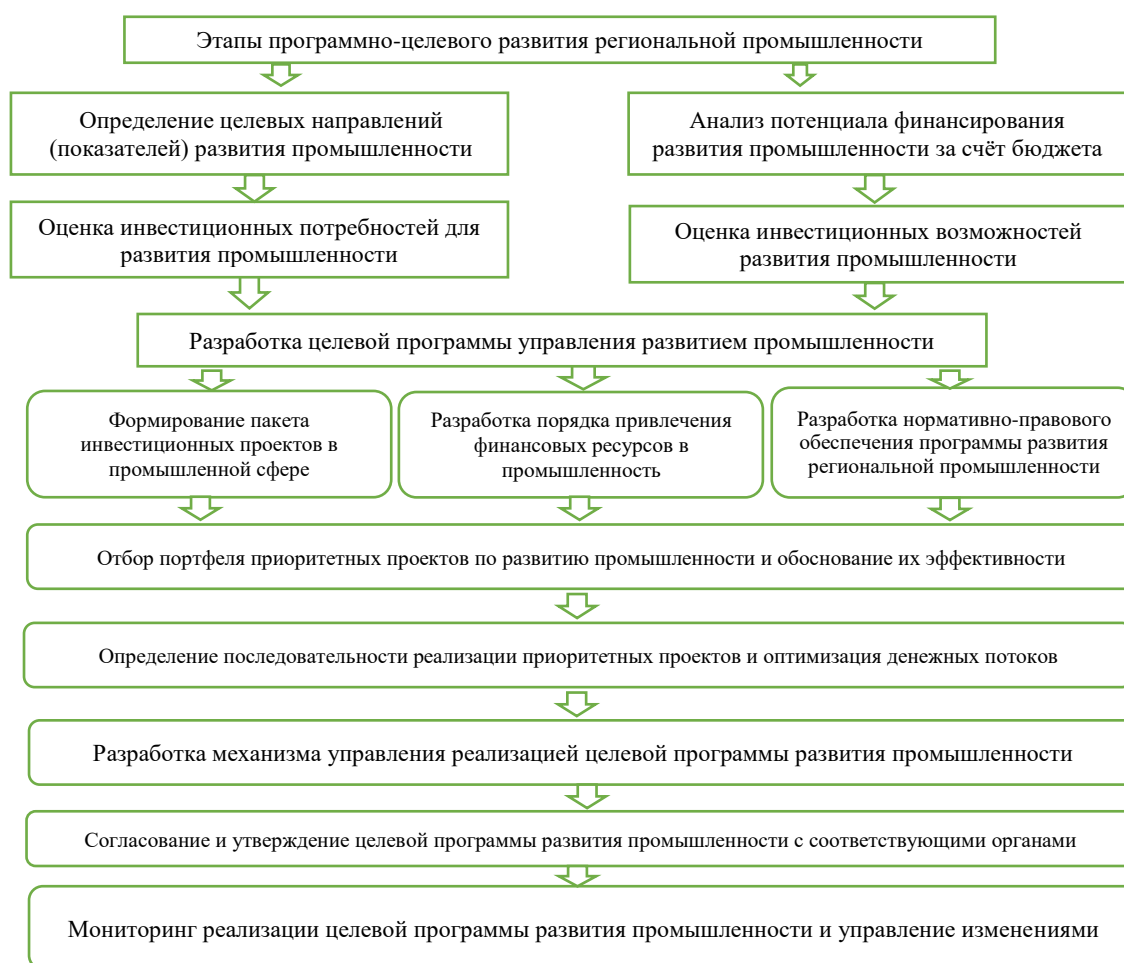 Этапы программно-целевого развития региональной промышленности
Определение целевых направлений
(показателей) развития промышленности
Анализ потенциала финансирования
развития промышленности за счёт бюджета
Оценка инвестиционных потребностей для
развития промышленности
Оценка инвестиционных возможностей
развития промышленности
Разработка целевой программы управления развитием промышленности
Формирование пакета
инвестиционных проектов в
промышленной сфере
Разработка порядка привлечения
финансовых ресурсов в
промышленность
Разработка нормативно-правового
обеспечения программы развития
региональной промышленности
Отбор портфеля приоритетных проектов по развитию промышленности и обоснование их эффективности
Определение последовательности реализации приоритетных проектов и оптимизация денежных потоков
Разработка механизма управления реализацией целевой программы развития промышленности
Согласование и утверждение целевой программы развития промышленности с соответствующими органами
Мониторинг реализации целевой программы развития промышленности и управление изменениями